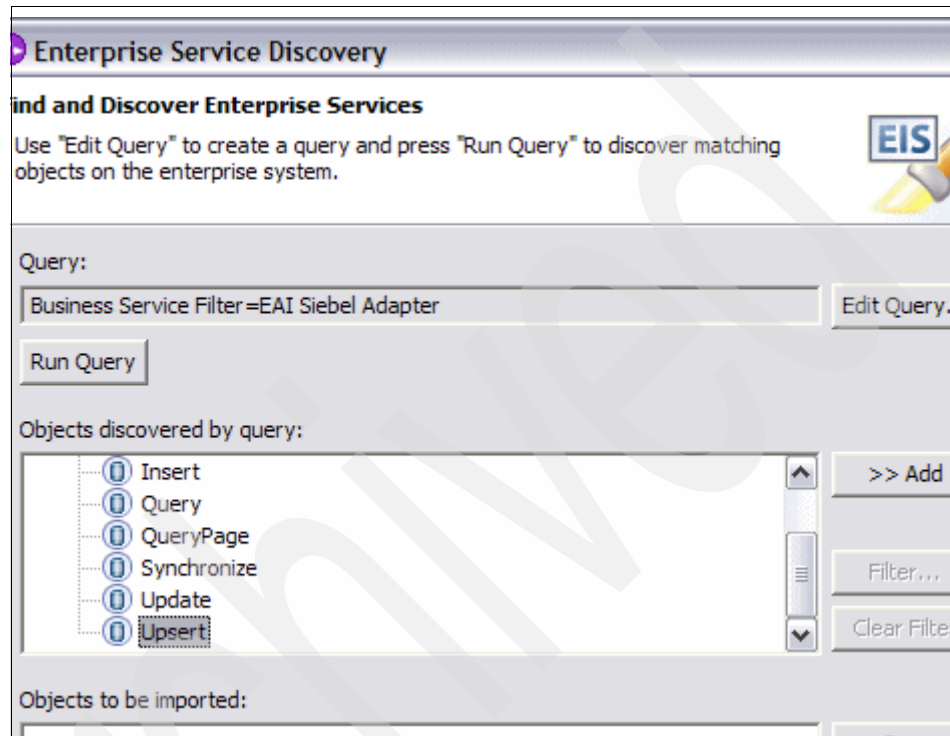 Enterprise Service Discovery
ind and Discover Enterprise Services
Use "Edit Query" to create a query and press "Run Query" to discover matching
objects on the enterprise system.
EIS
Query:
Business Service Filter=EAI Siebel Adapter
Edit Query.
Run Query
Objects discovered by query:
Insert
>> Add
Query
QueryPage
Synchronize
Filter...
Update
Upsert
Clear Filte
Objects to be imported: